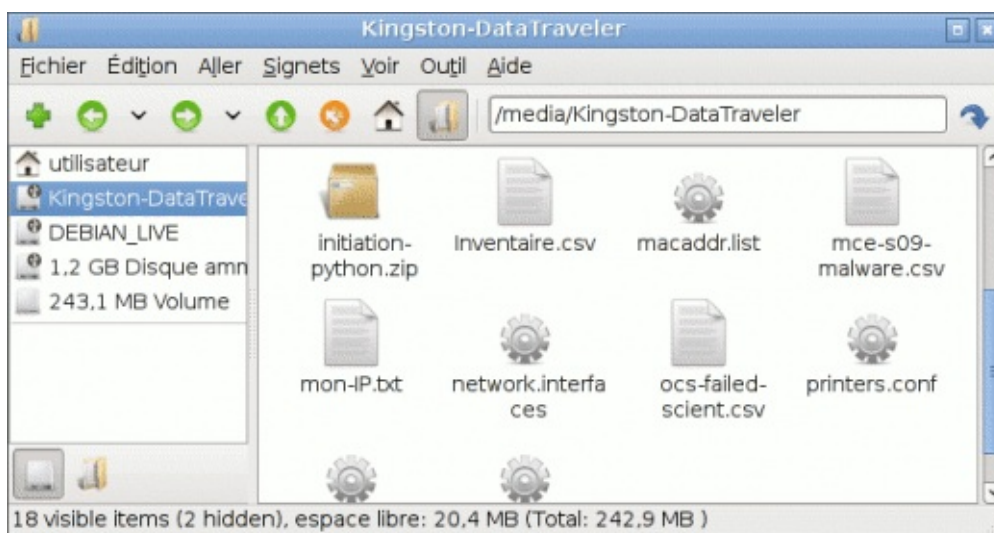 Kingston-DataTraveler
Fichier Édition Aller Signets Voir Outil Aide
/media/Kingston-DataTraveler
utilisateur
Kingston-DataTrave
DEBIAN_LIVE
1,2 GB Disque amn
243,1 MB Volume
initiation-
python.zip
Inventaire.csv
macaddr.list
mce-s09-
malware.csv
mon-IP.txt
network.interfa
ces
ocs-failed-
scient.csv
printers.conf
18 visible items (2 hidden), espace libre: 20,4 MB (Total: 242,9 MB )